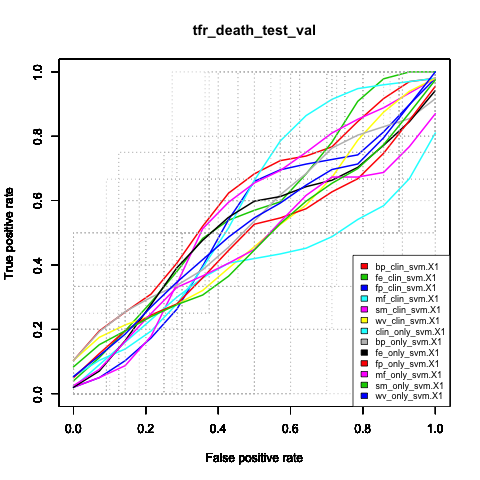 tfr_death_test_val
True positive rate
1.0
0.8
0.6
0.4
0.2
0.0
bp_clin_svm.X1
fe_clin_svm.X1
fp_clin_svm.X1
mf_clin_svm.X1
sm_clin_svm.X1
wv_clin_svm.X1
clin_only_svm.X1
bp_only_svm.X1
fe_only_svm.X1
fp_only_svm.X1
mf_only_svm.X1
sm_only_svm.X1
wv_only_svm.X1
0.0 0.2 0.4 0.6 0.8 1.0
False positive rate